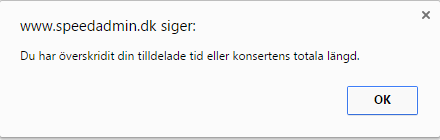 www.speedadmin.dk siger:
Du har överskridit din tilldelade tid eller konsertens totala längd.
OK